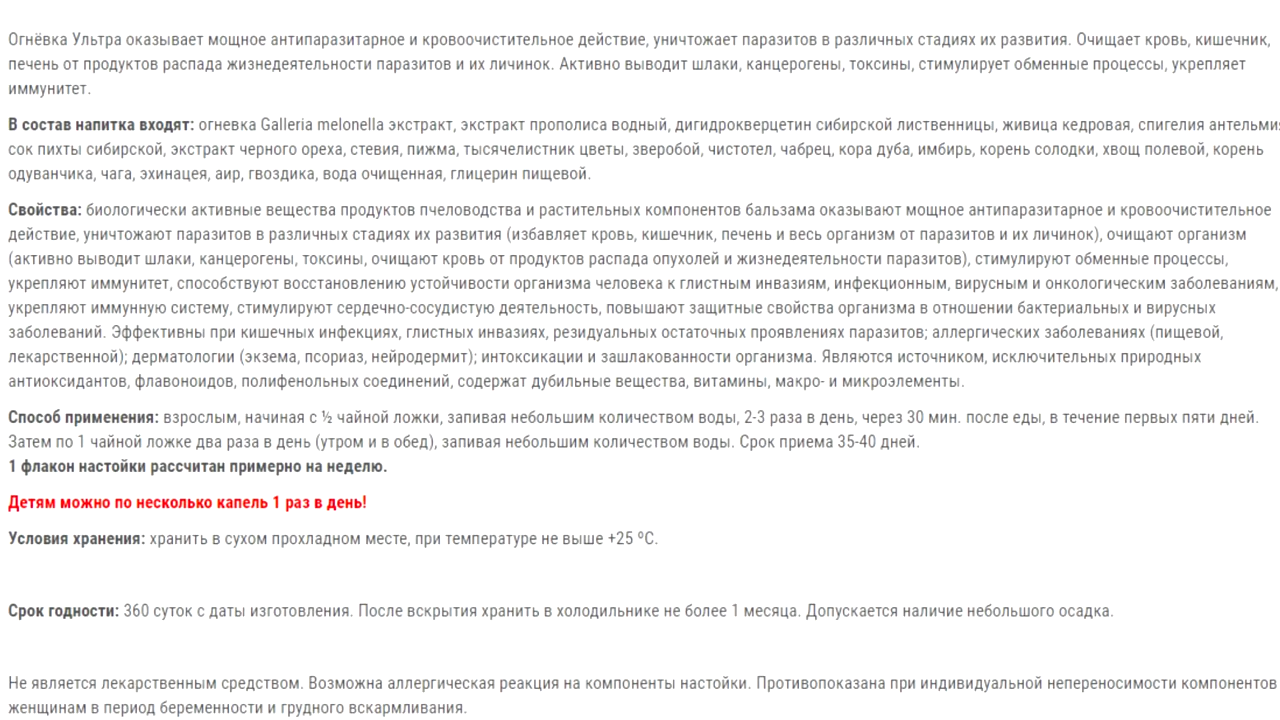 Огнёвка Ультра оказывает мощное антипаразитарное и кровоочистительное действие, уничтожает паразитов в различных стадиях их развития. Очищает кровь, кишечник,
печень от продуктов распада жизнедеятельности паразитов и их личинок. Активно выводит шлаки, канцерогены, токсины, стимулирует обменные процессы, укрепляет
иммунитет.
В состав напитка входят: огневка Galleria melonella экстракт, экстракт прополиса водный, дигидрокверцетин сибирской лиственницы, живица кедровая, спигелия
сок пихты сибирской, экстракт черного ореха, стевия, пижма, тысячелистник цветы, зверобой, чистотел, чабрец, кора дуба, имбирь, корень солодки, хвощ полевой, корень
одуванчика, чага, эхинацея, аир, гвоздика, вода очищенная, глицерин пищевой.
Свойства: биологически активные вещества продуктов пчеловодства и растительных компонентов бальзама оказывают мощное антипаразитарное и кровоочистительное
действие, уничтожают паразитов в различных стадиях их развития (избавляет кровь, кишечник, печень и весь организм от паразитов и их личинок), очищают организм
(активно выводит шлаки, канцерогены, токсины, очищают кровь от продуктов распада опухолей и жизнедеятельности паразитов), стимулируют обменные процессы,
укрепляют иммунитет, способствуют восстановлению устойчивости организма человека к глистным инвазиям, инфекционным, вирусным и онкологическим заболеваниям,
укрепляют иммунную систему, стимулируют сердечно-сосудистую деятельность, повышают защитные свойства организма в отношении бактериальных и вирусных
заболеваний. Эффективны при кишечных инфекциях, глистных инвазиях, резидуальных остаточных проявлениях паразитов; аллергических заболеваниях (пищевой,
лекарственной); дерматологии (экзема, псориаз, нейродермит); интоксикации и зашлакованности организма. Являются источником, исключительных природных
антиоксидантов, флавоноидов, полифенольных соединений, содержат дубильные вещества, витамины, макро- и микроэлементы.
Способ применения: взрослым, начиная с ½ чайной ложки, запивая небольшим количеством воды, 2-3 раза в день, через 30 мин. после еды, в течение первых пяти дней.
Затем по 1 чайной ложке два раза в день (утром и в обед), запивая небольшим количеством воды. Срок приема 35-40 дней.
1 флакон настойки рассчитан примерно на неделю.
Детям можно по несколько капель 1 раз в день!
Условия хранения: хранить в сухом прохладном месте, при температуре не выше +25 ºС.
Срок годности: 360 суток с даты изготовления. После вскрытия хранить в холодильнике не более 1 месяца. Допускается наличие небольшого осадка.
Не является лекарственным средством. Возможна аллергическая реакция на компоненты настойки. Противопоказана при индивидуальной непереносимости компонентов
женщинам в период беременности и грудного вскармливания.